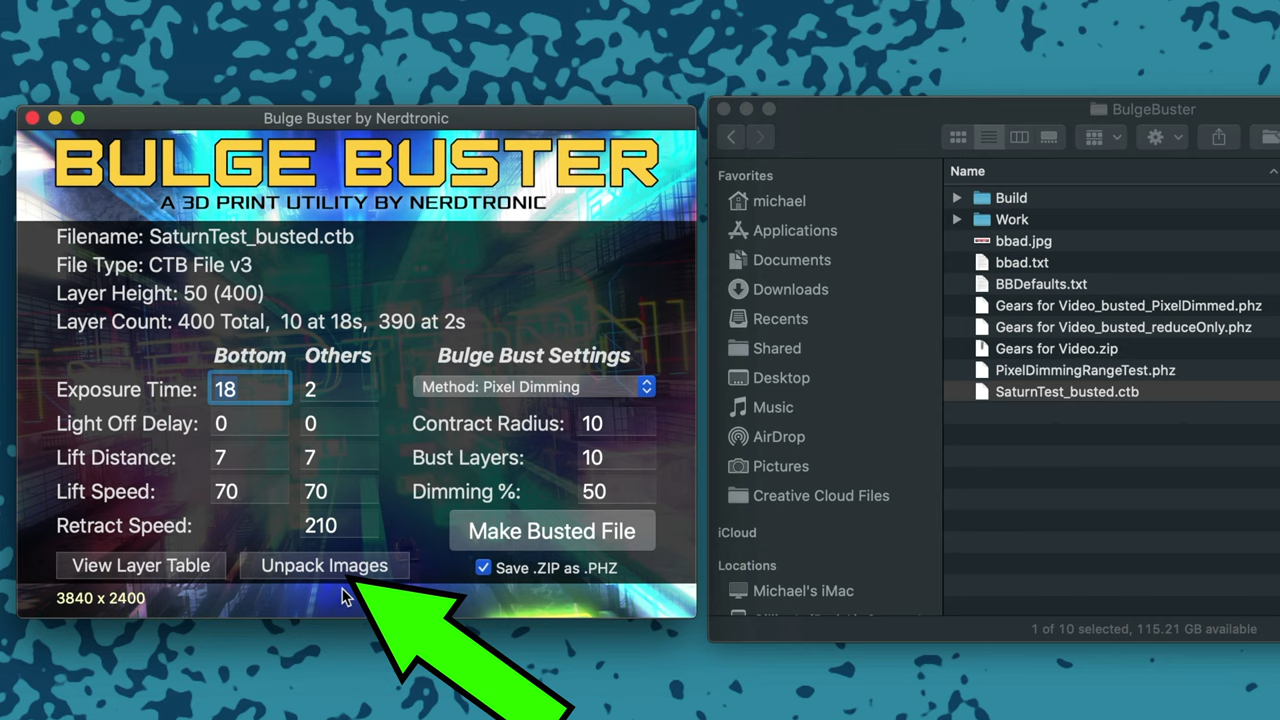 Bulge Buster by Nerdtronic
BULGE BUSTER
A 3D PRINT UTILITY BY NERDTRONIC
Filename: SaturnTest_busted.ctb
File Type: CTB File v3
Layer Height: 50 (400)
Layer Count: 400 Total, 10 at 18s, 390 at 2s
Bottom Others Bulge Bust Settings
Exposure Time: 18 2 Method: Pixel Dimming
Light Off Delay: 0 0 Contract Radius: 10
Lift Distance: 7 7 Bust Layers: 10
Lift Speed: 70 70 Dimming %: 50
Retract Speed: 210 Make Busted File
View Layer Table Unpack Images Save .ZIP as .PHZ
3840 x 2400
BulgeBuster
Favorites
michael
Applications
Documents
Downloads
Recents
Shared
Desktop
Music
AirDrop
Pictures
Creative Cloud Files
iCloud
Locations
Michael's iMac
Name
Build
Work
bbad.jpg
bbad.txt
BBDefaults.txt
Gears for Video_busted_PixelDimmed.phz
Gears for Video_busted_reduceOnly.phz
Gears for Video.zip
PixelDimmingRangeTest.phz
SaturnTest_busted.ctb
1 of 10 selected, 115.21 GB available